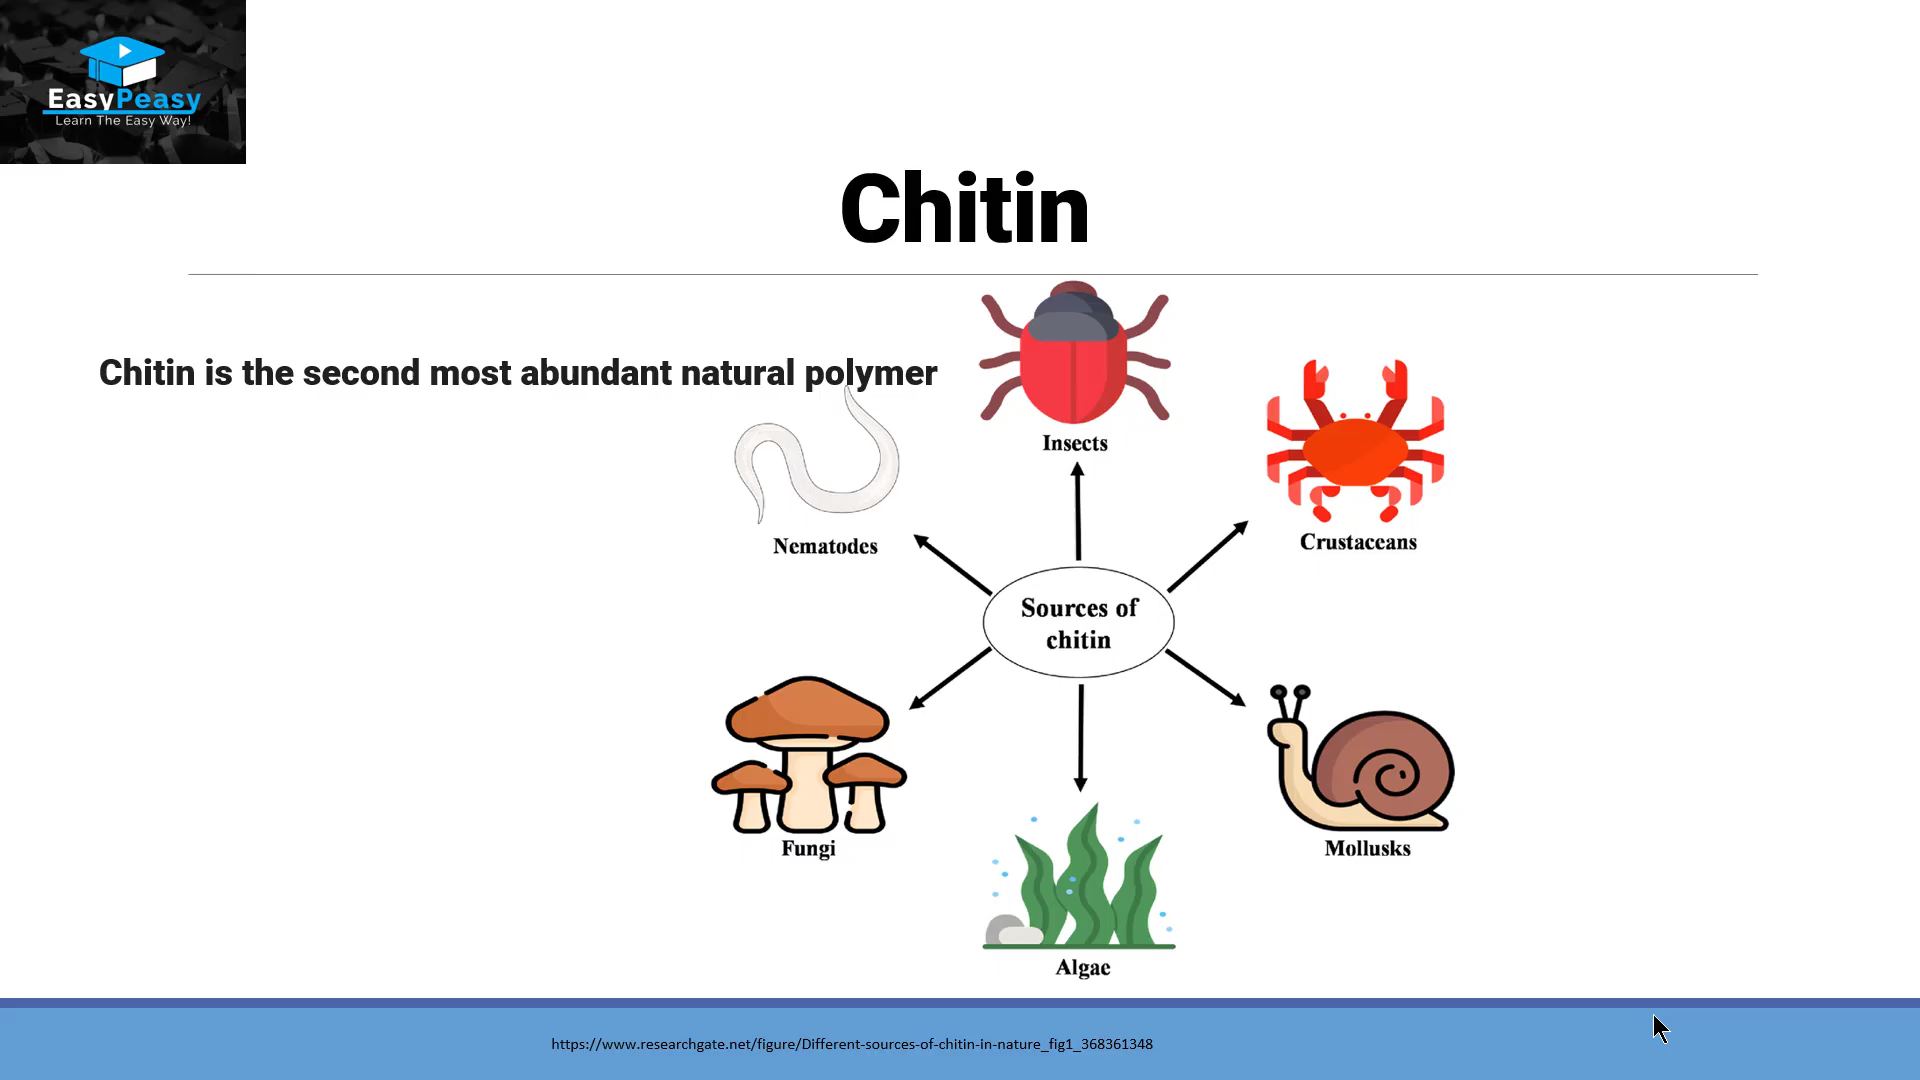 EasyPeasy
Learn The Easy Way!
Chitin
Chitin is the second most abundant natural polymer
Insects
Crustaceans
Nematodes
Sources of
chitin
Fungi
Mollusks
Algae
https://www.researchgate.net/figure/Different-sources-of-chitin-in-nature_fig1_368361348